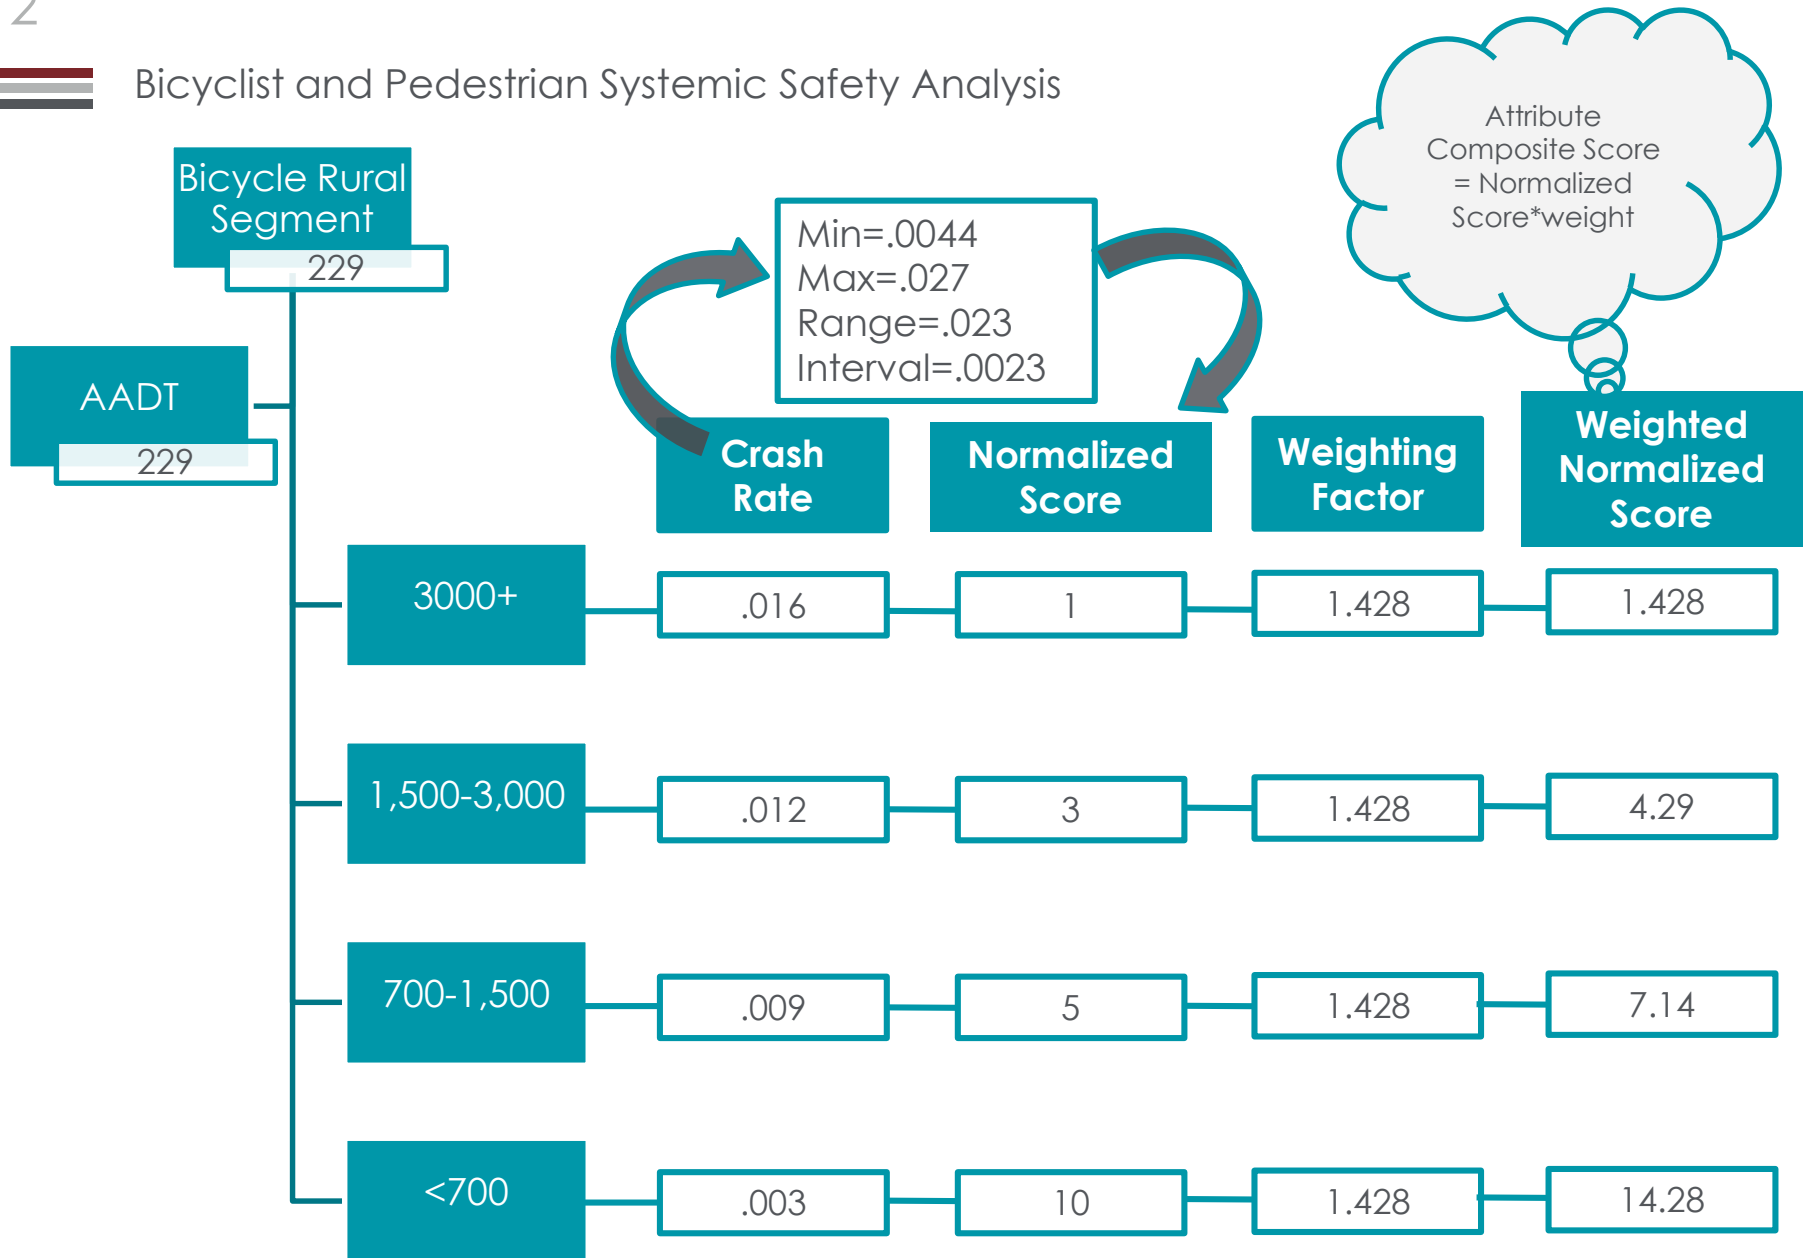 2
Bicyclist and Pedestrian Systemic Safety Analysis
Attribute
Composite Score
= Normalized
Score*weight
Bicycle Rural
Segment
229
Min=.0044
Max=.027
Range=.023
Interval=.0023
AADT
229
Crash
Rate
Normalized
Score
Weighting
Factor
Weighted
Normalized
Score
3000+
.016
1
1.428
1.428
1,500-3,000
.012
3
1.428
4.29
700-1,500
.009
5
1.428
7.14
<700
.003
10
1.428
14.28